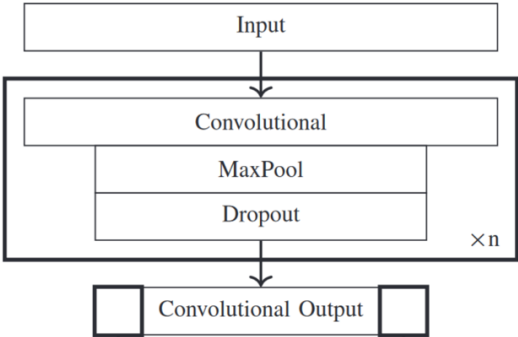 Input
Convolutional
MaxPool
Dropout
×n
Convolutional Output